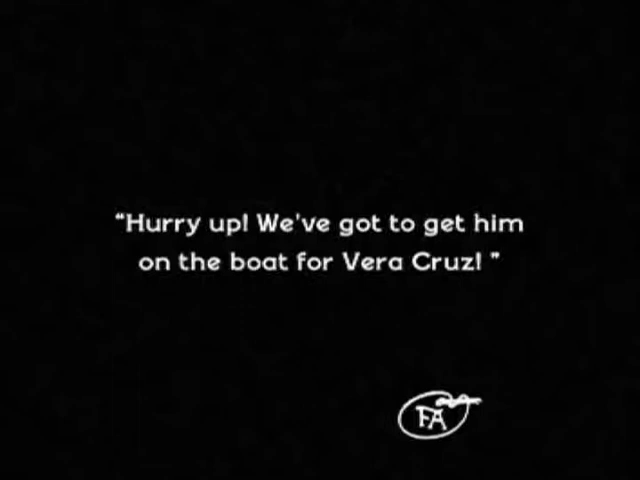 “Hurry up! We've got to get him
on the boat for Vera Cruz! ”
FA